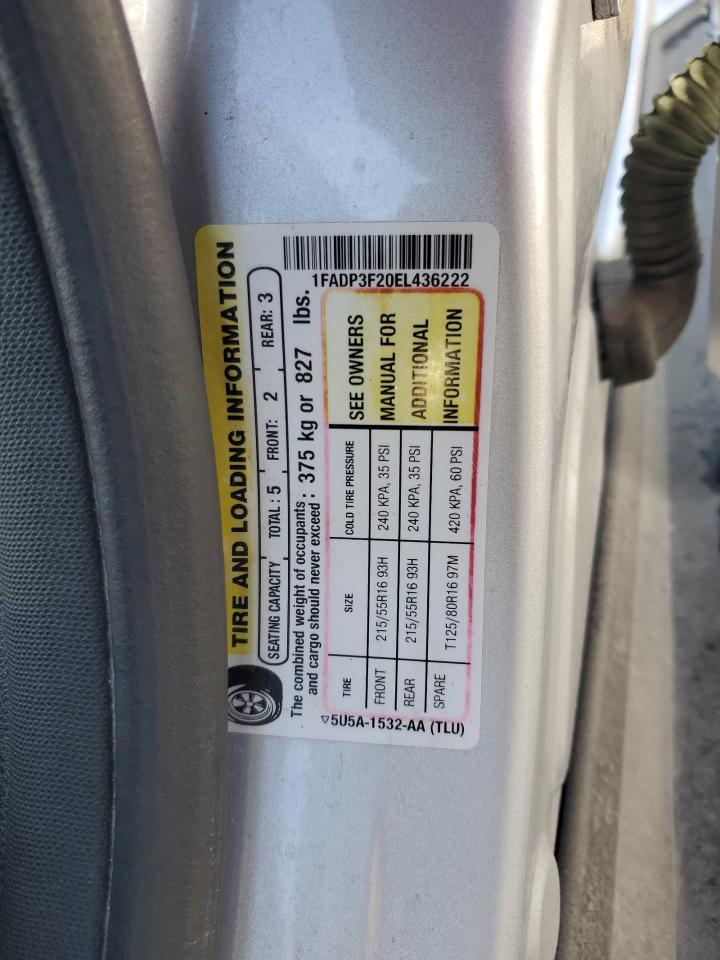 TIRE AND LOADING INFORMATION
SEATING CAPACITY TOTAL : 5 FRONT: 2 REAR: 3
The combined weight of occupants and cargo should never exceed : 375 kg or 827 lbs.
TIRE SIZE COLD TIRE PRESSURE
FRONT 215/55R16 93H 240 KPA, 35 PSI
REAR 215/55R16 93H 240 KPA, 35 PSI
SPARE T125/80R16 97M 420 KPA, 60 PSI
SEE OWNERS
MANUAL FOR
ADDITIONAL
INFORMATION
5U5A-1532-AA (TLU)
1FADP3F20EL436222